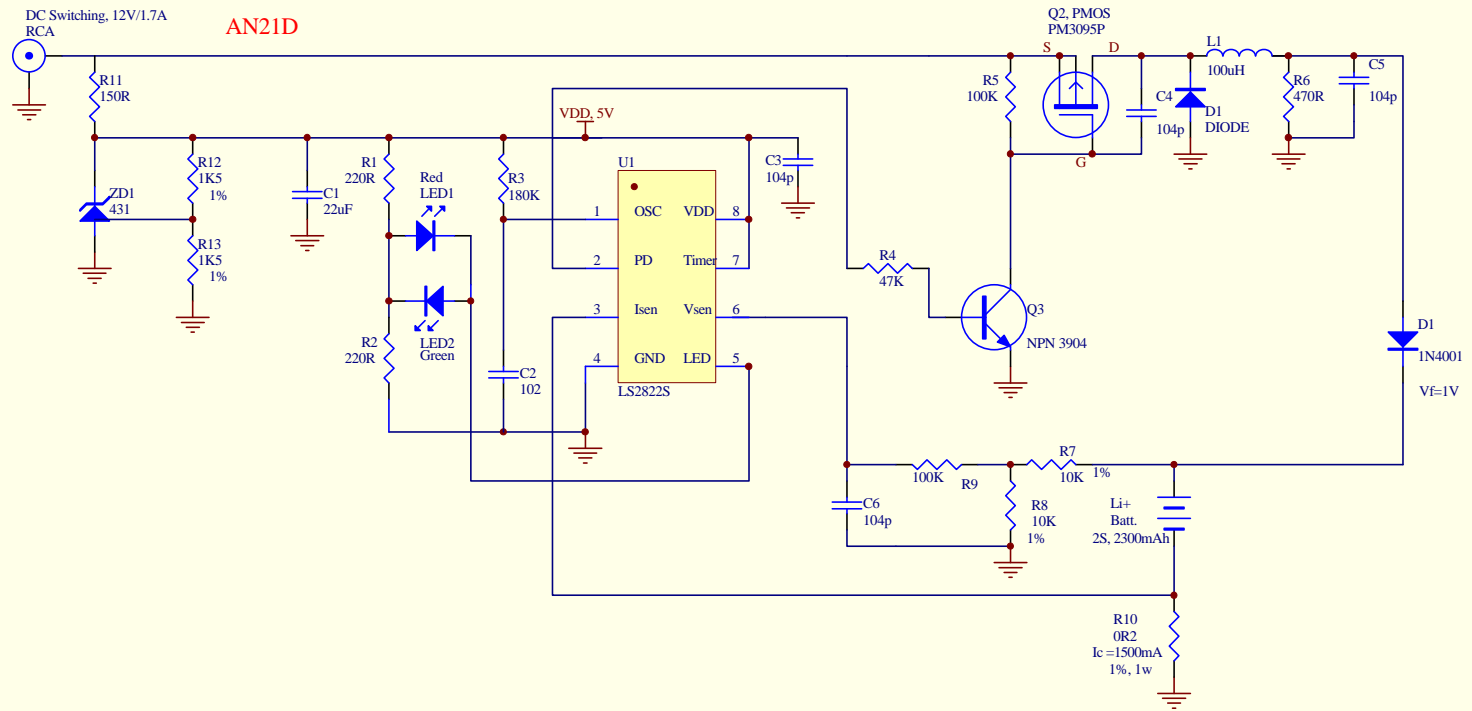 DC Switching, 12V/1.7A
RCA
AN21D
Q2, PMOS
PM3095P
S
D
L1
100uH
R11
150R
R5
100K
C4
104p
D1
DIODE
R6
470R
C5
104p
G
VDD, 5V
R12
1K5
1%
ZD1
431
R13
1K5
1%
C1
22uF
R1
220R
Red
LED1
R3
180K
U1
C3
104p
1
OSC
VDD
8
2
PD
Timer
7
3
Isen
Vsen
6
4
GND
LED
5
LS2822S
LED2
Green
R2
220R
C2
102
R4
47K
Q3
NPN 3904
D1
1N4001
Vf=1V
100K
R9
R7
10K
1%
C6
104p
R8
10K
1%
Li+
Batt.
2S, 2300mAh
R10
0R2
Ic =1500mA
1%, 1w